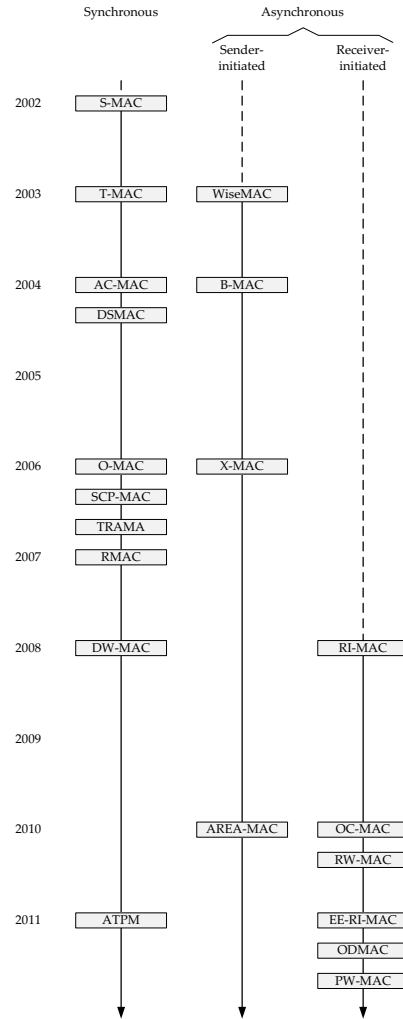 Synchronous
Asynchronous
Sender-
initiated
Receiver-
initiated
2002
S-MAC
2003
T-MAC
WiseMAC
2004
AC-MAC
B-MAC
DSMAC
2005
2006
O-MAC
X-MAC
SCP-MAC
TRAMA
2007
RMAC
2008
DW-MAC
RI-MAC
2009
2010
AREA-MAC
OC-MAC
RW-MAC
2011
ATPM
EE-RI-MAC
ODMAC
PW-MAC